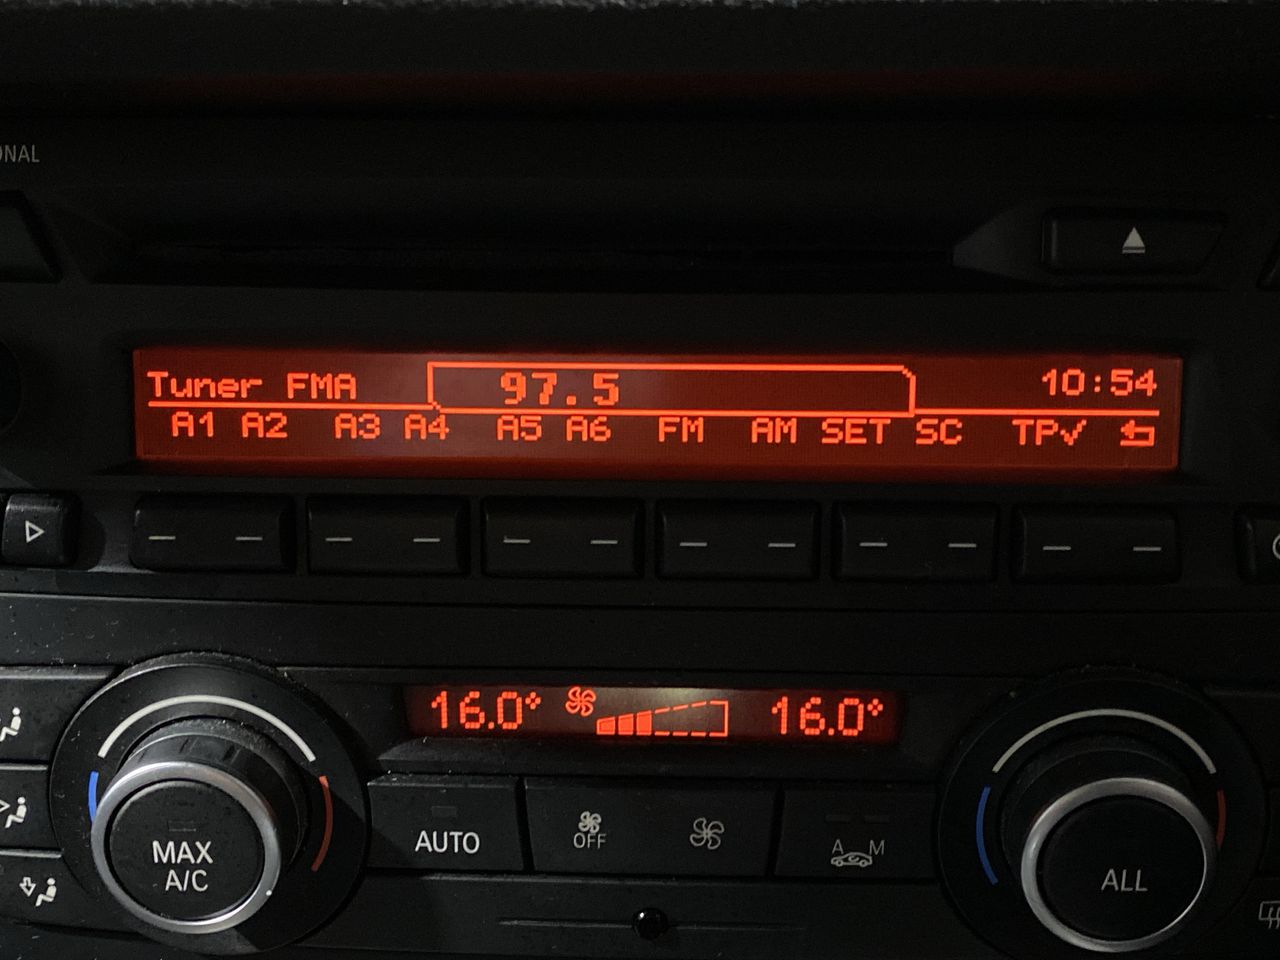 ONAL
Tuner FMA 97.5 10:54
A1 A2 A3 A4 A5 A6 FM AM SET SC TP✓
16.0° 16.0°
AUTO OFF A M
MAX
A/C
ALL